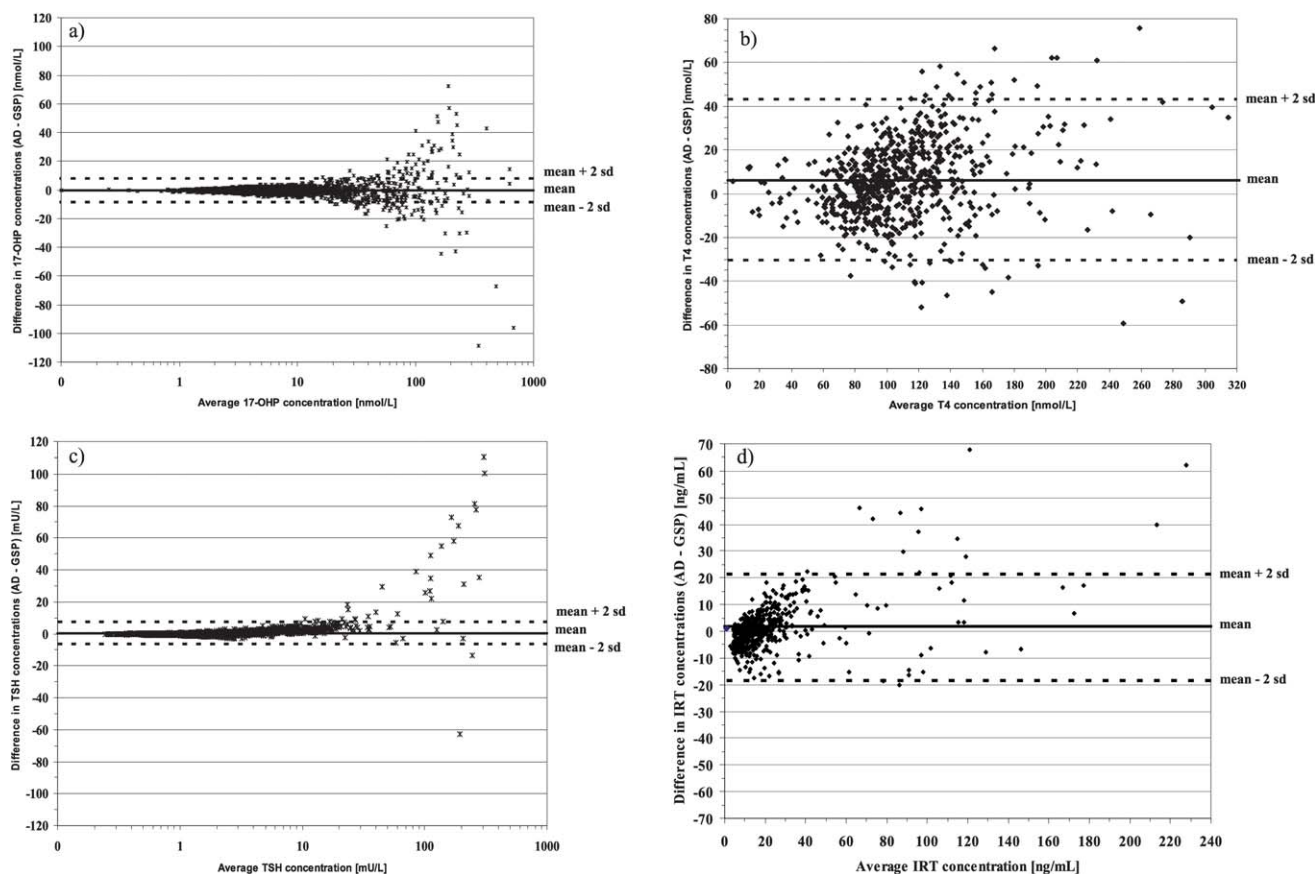 a)
Difference in 17-OHP concentrations (AD - GSP) [nmol/L]
120
100
80
60
40
20
0
-20
-40
-60
-80
-100
-120
mean + 2 sd
mean
mean - 2 sd
0 1 10 100 1000
Average 17-OHP concentration [nmol/L]
b)
Difference in T4 concentrations (AD - GSP) [nmol/L]
80
60
40
20
0
-20
-40
-60
-80
mean + 2 sd
mean
mean - 2 sd
0 20 40 60 80 100 120 140 160 180 200 220 240 260 280 300 320
Average T4 concentration [nmol/L]
c)
Difference in TSH concentrations (AD - GSP) [mU/L]
120
100
80
60
40
20
0
-20
-40
-60
-80
-100
-120
mean + 2 sd
mean
mean - 2 sd
0 1 10 100 1000
Average TSH concentration [mU/L]
d)
Difference in IRT concentrations (AD - GSP) [ng/mL]
70
60
50
40
30
20
10
0
-10
-20
-30
-40
-50
-60
-70
mean + 2 sd
mean
mean - 2 sd
0 20 40 60 80 100 120 140 160 180 200 220 240
Average IRT concentration [ng/mL]